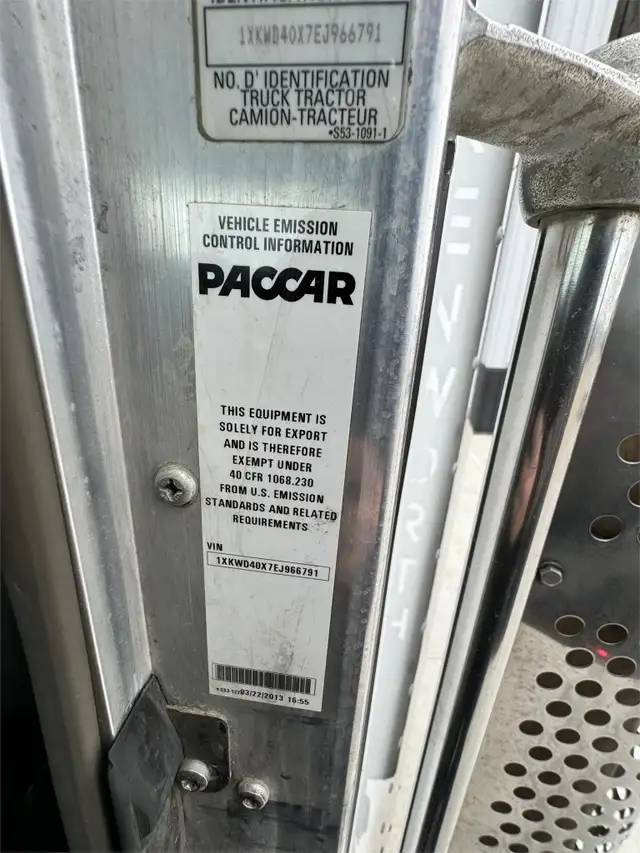 1XKWD40X7EJ966791
NO. D' IDENTIFICATION
TRUCK TRACTOR
CAMION-TRACTEUR
*S53-1091-1
VEHICLE EMISSION
CONTROL INFORMATION
PACCAR
THIS EQUIPMENT IS
SOLELY FOR EXPORT
AND IS THEREFORE
EXEMPT UNDER
40 CFR 1068.230
FROM U.S. EMISSION
STANDARDS AND RELATED
REQUIREMENTS
VIN
1XKWD40X7EJ966791
03/22/2013 16:55